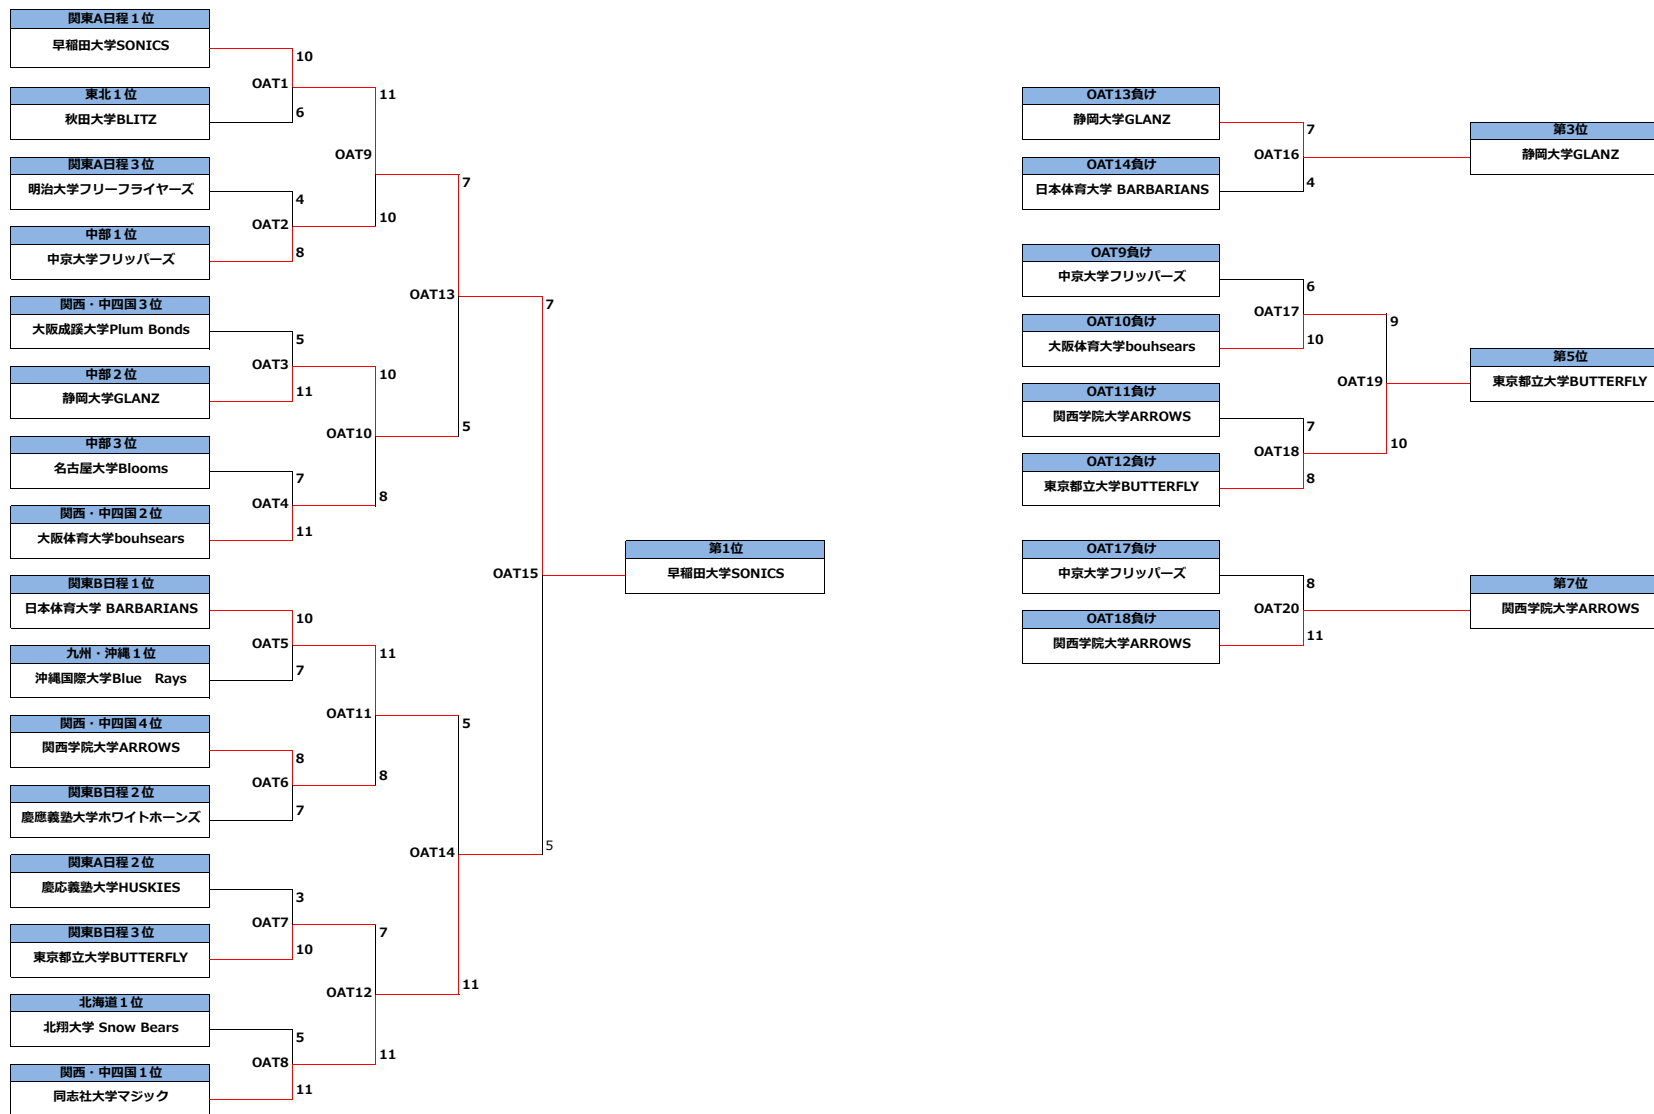 関東A日程１位
早稲田大学SONICS
10
OAT1
東北１位
6
秋田大学BLITZ
11
OAT9
関東A日程３位
明治大学フリーフライヤーズ
4
OAT2
10
中部１位
8
中京大学フリッパーズ
7
OAT13
関西・中四国３位
大阪成蹊大学Plum Bonds
5
OAT3
中部２位
11
静岡大学GLANZ
10
OAT10
5
中部３位
名古屋大学Blooms
7
OAT4
8
関西・中四国２位
11
大阪体育大学bouhsears
7
OAT15
第1位
早稲田大学SONICS
関東B日程１位
日本体育大学 BARBARIANS
10
OAT5
九州・沖縄１位
7
沖縄国際大学Blue　Rays
11
OAT11
関西・中四国４位
関西学院大学ARROWS
8
OAT6
8
関東B日程２位
7
慶應義塾大学ホワイトホーンズ
5
OAT14
5
関東A日程２位
慶応義塾大学HUSKIES
3
OAT7
関東B日程３位
10
東京都立大学BUTTERFLY
7
OAT12
11
北海道１位
北翔大学 Snow Bears
5
OAT8
11
関西・中四国１位
11
同志社大学マジック
OAT13負け
静岡大学GLANZ
7
OAT16
OAT14負け
4
日本体育大学 BARBARIANS
第3位
静岡大学GLANZ
OAT9負け
中京大学フリッパーズ
6
OAT17
OAT10負け
10
大阪体育大学bouhsears
9
OAT19
OAT11負け
関西学院大学ARROWS
7
OAT18
10
OAT12負け
8
東京都立大学BUTTERFLY
第5位
東京都立大学BUTTERFLY
OAT17負け
中京大学フリッパーズ
8
OAT20
OAT18負け
11
関西学院大学ARROWS
第7位
関西学院大学ARROWS